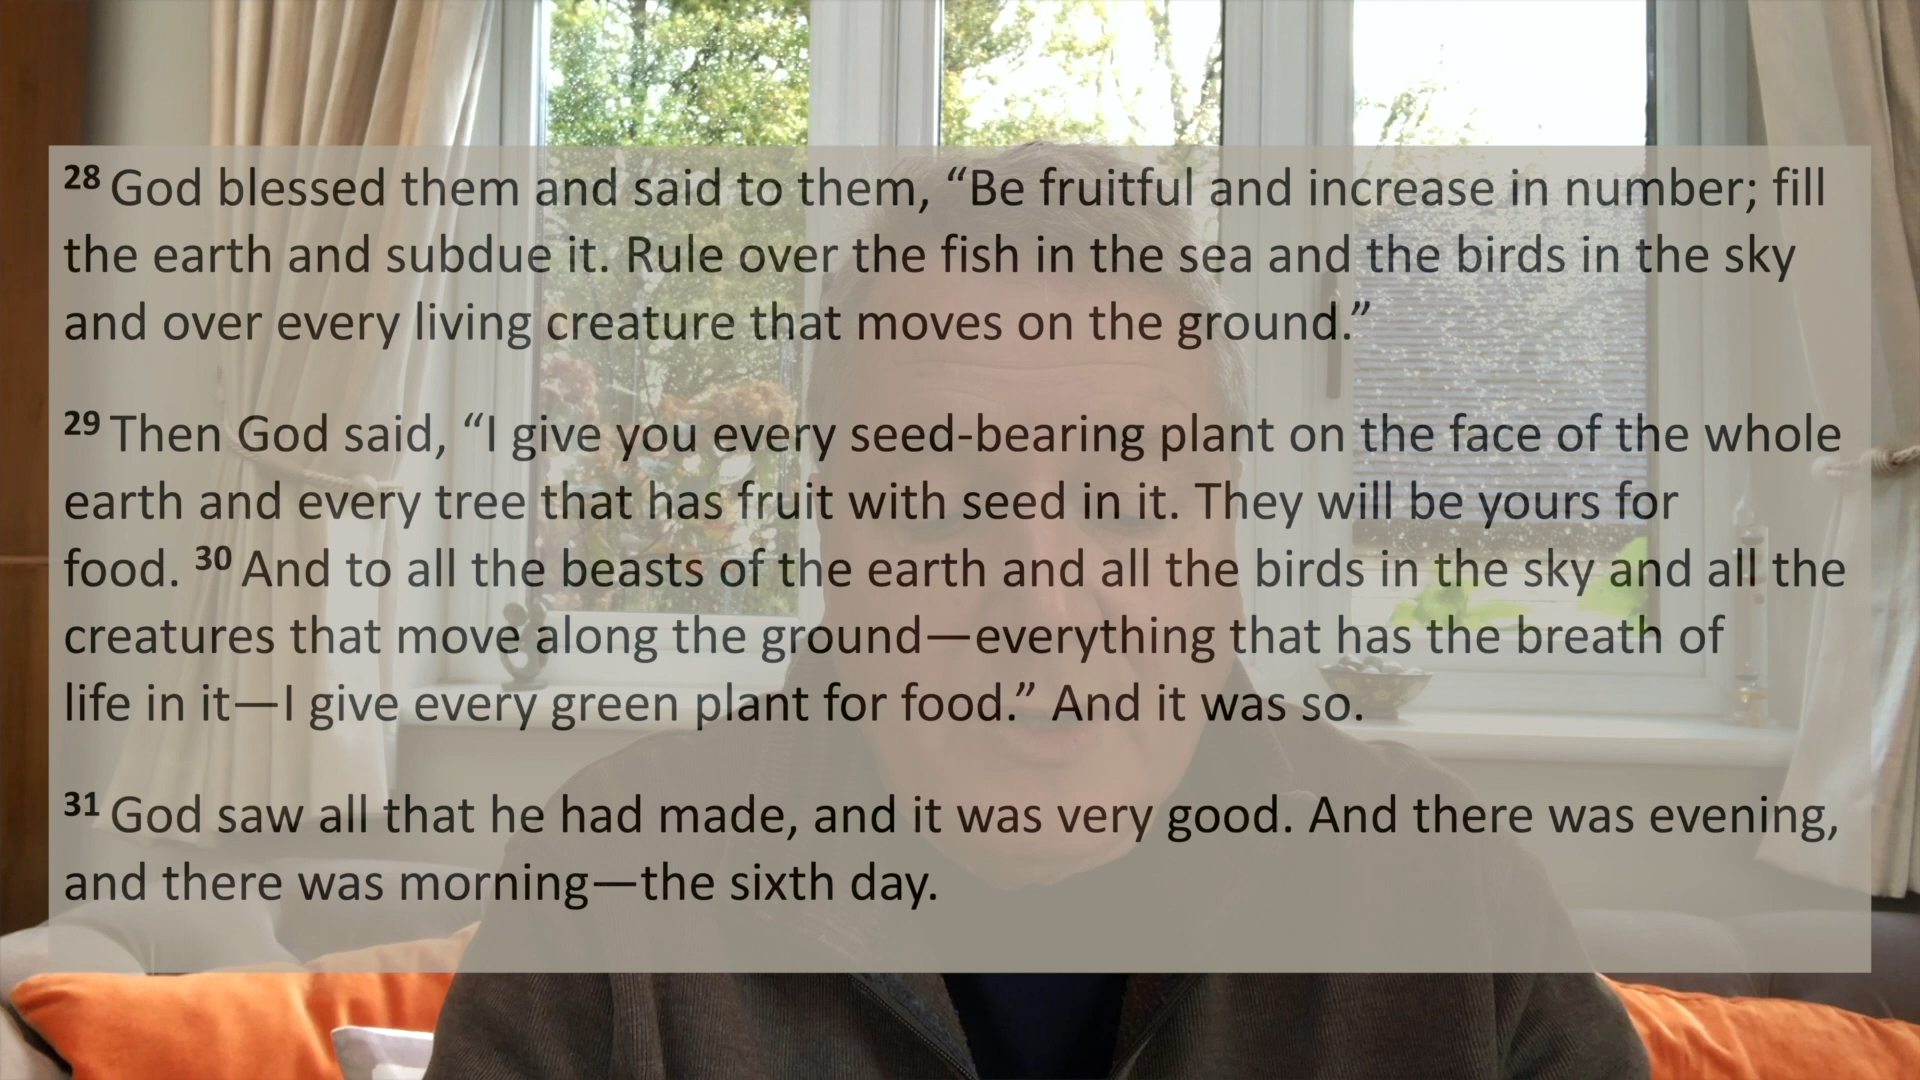 28 God blessed them and said to them, “Be fruitful and increase in number; fill
the earth and subdue it. Rule over the fish in the sea and the birds in the sky
and over every living creature that moves on the ground.”
29 Then God said, “I give you every seed-bearing plant on the face of the whole
earth and every tree that has fruit with seed in it. They will be yours for
food. 30 And to all the beasts of the earth and all the birds in the sky and all the
creatures that move along the ground—everything that has the breath of
life in it—I give every green plant for food.” And it was so.
31 God saw all that he had made, and it was very good. And there was evening,
and there was morning—the sixth day.